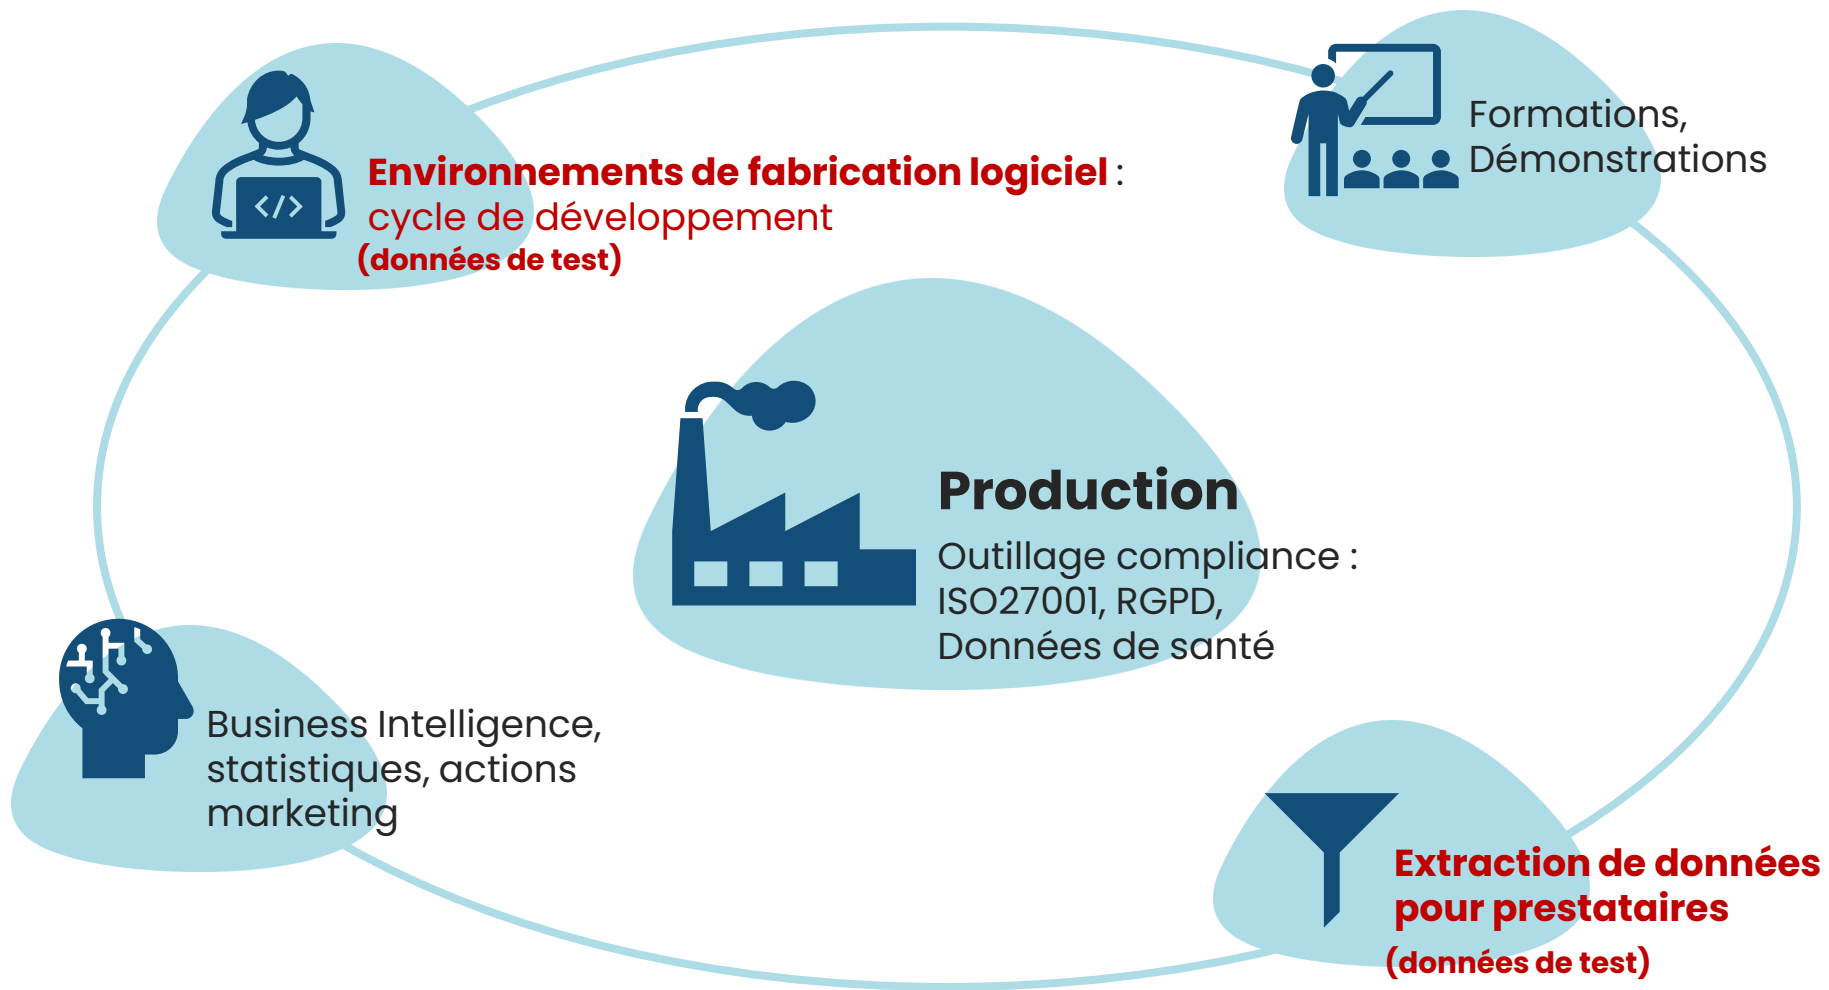 Environnements de fabrication logiciel :
cycle de développement
(données de test)
Formations,
Démonstrations
Production
Outillage compliance :
ISO27001, RGPD,
Données de santé
Business Intelligence,
statistiques, actions
marketing
Extraction de données
pour prestataires
(données de test)